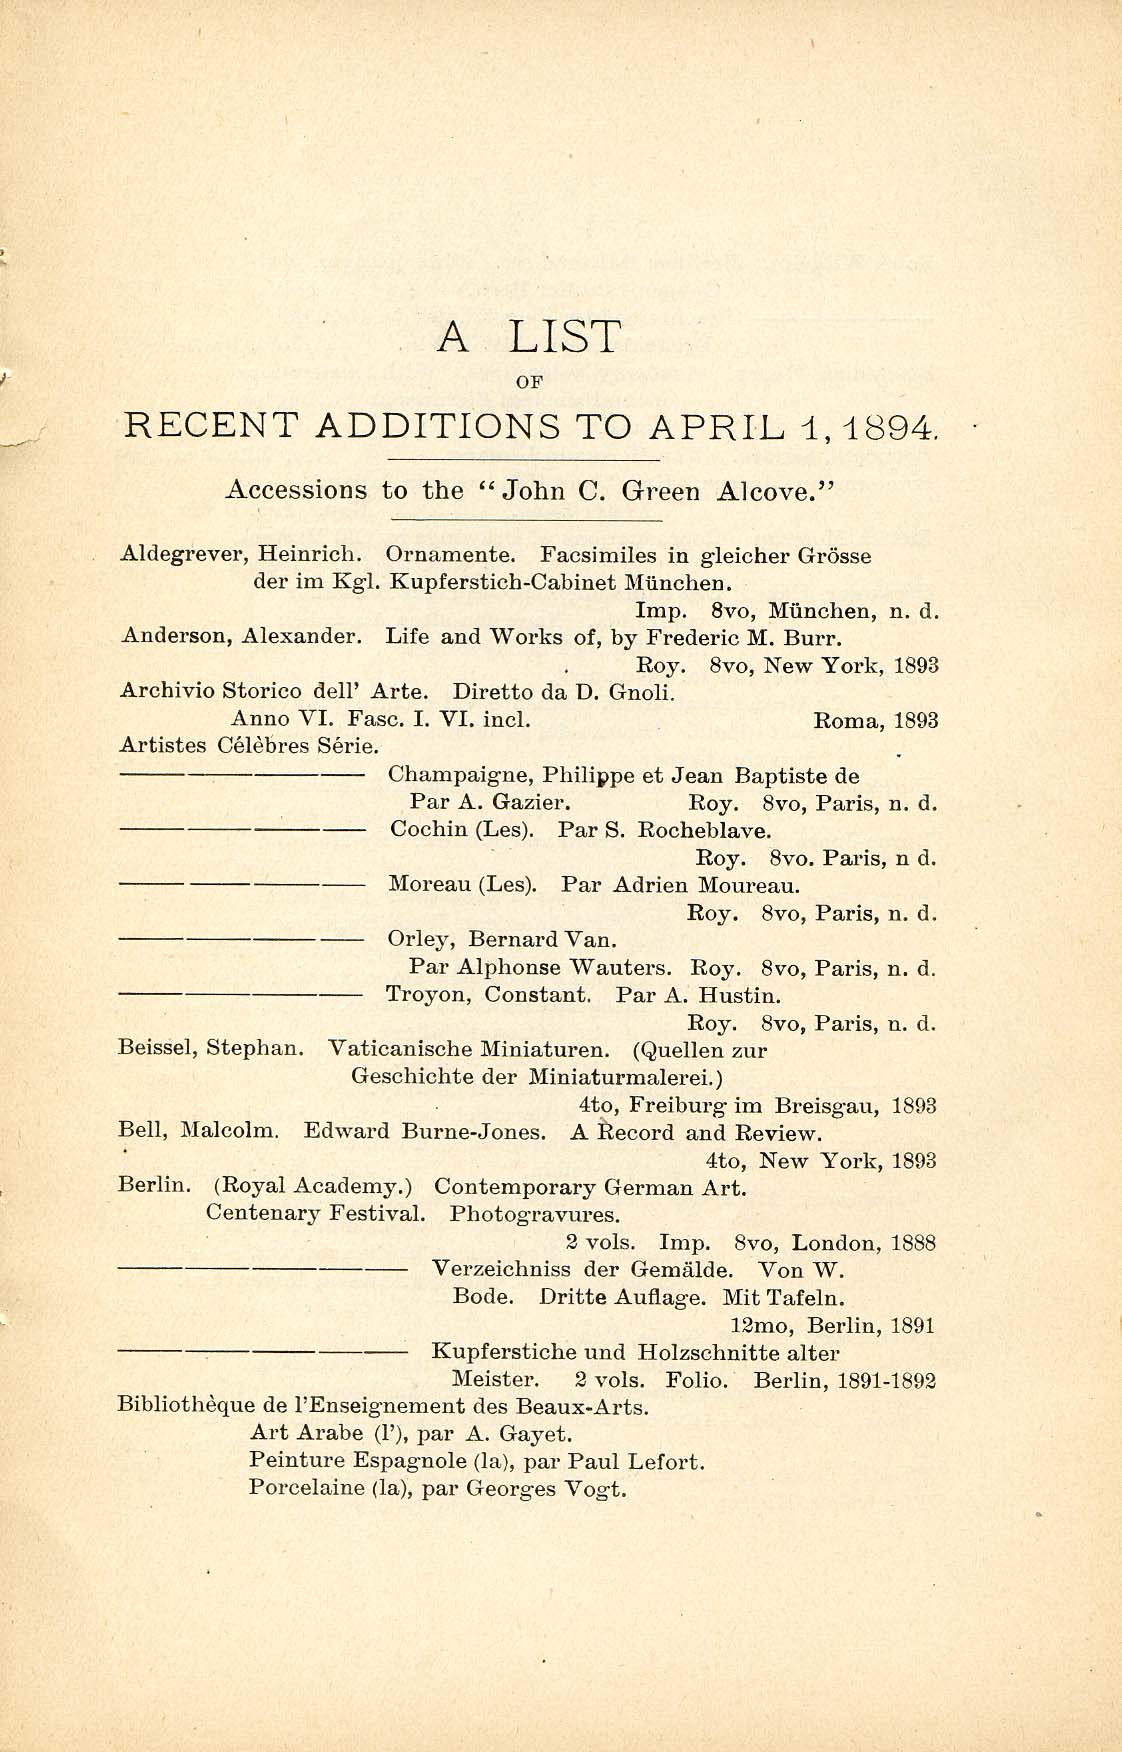 A LIST
OF
RECENT ADDITIONS TO APRIL 1, 1894.
Accessions to the “John C. Green Alcove.”
Aldegrever, Heinrich. Ornamente. Facsimiles in gleicher Grösse
der im Kgl. Kupferstich-Cabinet München.
Imp. 8vo, München, n. d.
Anderson, Alexander. Life and Works of, by Frederic M. Burr.
Roy. 8vo, New York, 1893
Archivio Storico dell' Arte. Diretto da D. Gnoli.
Anno VI. Fasc. I. VI. incl. Roma, 1893
Artistes Célèbres Série.
———— Champaigne, Philippe et Jean Baptiste de
Par A. Gazier. Roy. 8vo, Paris, n. d.
———— Cochin (Les). Par S. Rocheblave.
Roy. 8vo. Paris, n d.
———— Moreau (Les). Par Adrien Moureau.
Roy. 8vo, Paris, n. d.
———— Orley, Bernard Van.
Par Alphonse Wauters. Roy. 8vo, Paris, n. d.
———— Troyon, Constant. Par A. Hustin.
Roy. 8vo, Paris, n. d.
Beissel, Stephan. Vaticanische Miniaturen. (Quellen zur
Geschichte der Miniaturmalerei.)
4to, Freiburg im Breisgau, 1893
Bell, Malcolm. Edward Burne-Jones. A Record and Review.
4to, New York, 1893
Berlin. (Royal Academy.) Contemporary German Art.
Centenary Festival. Photogravures.
2 vols. Imp. 8vo, London, 1888
———— Verzeichniss der Gemälde. Von W.
Bode. Dritte Auflage. Mit Tafeln.
12mo, Berlin, 1891
———— Kupferstiche und Holzschnitte alter
Meister. 2 vols. Folio. Berlin, 1891-1892
Bibliothèque de l'Enseignement des Beaux-Arts.
Art Arabe (l'), par A. Gayet.
Peinture Espagnole (la), par Paul Lefort.
Porcelaine (la), par Georges Vogt.